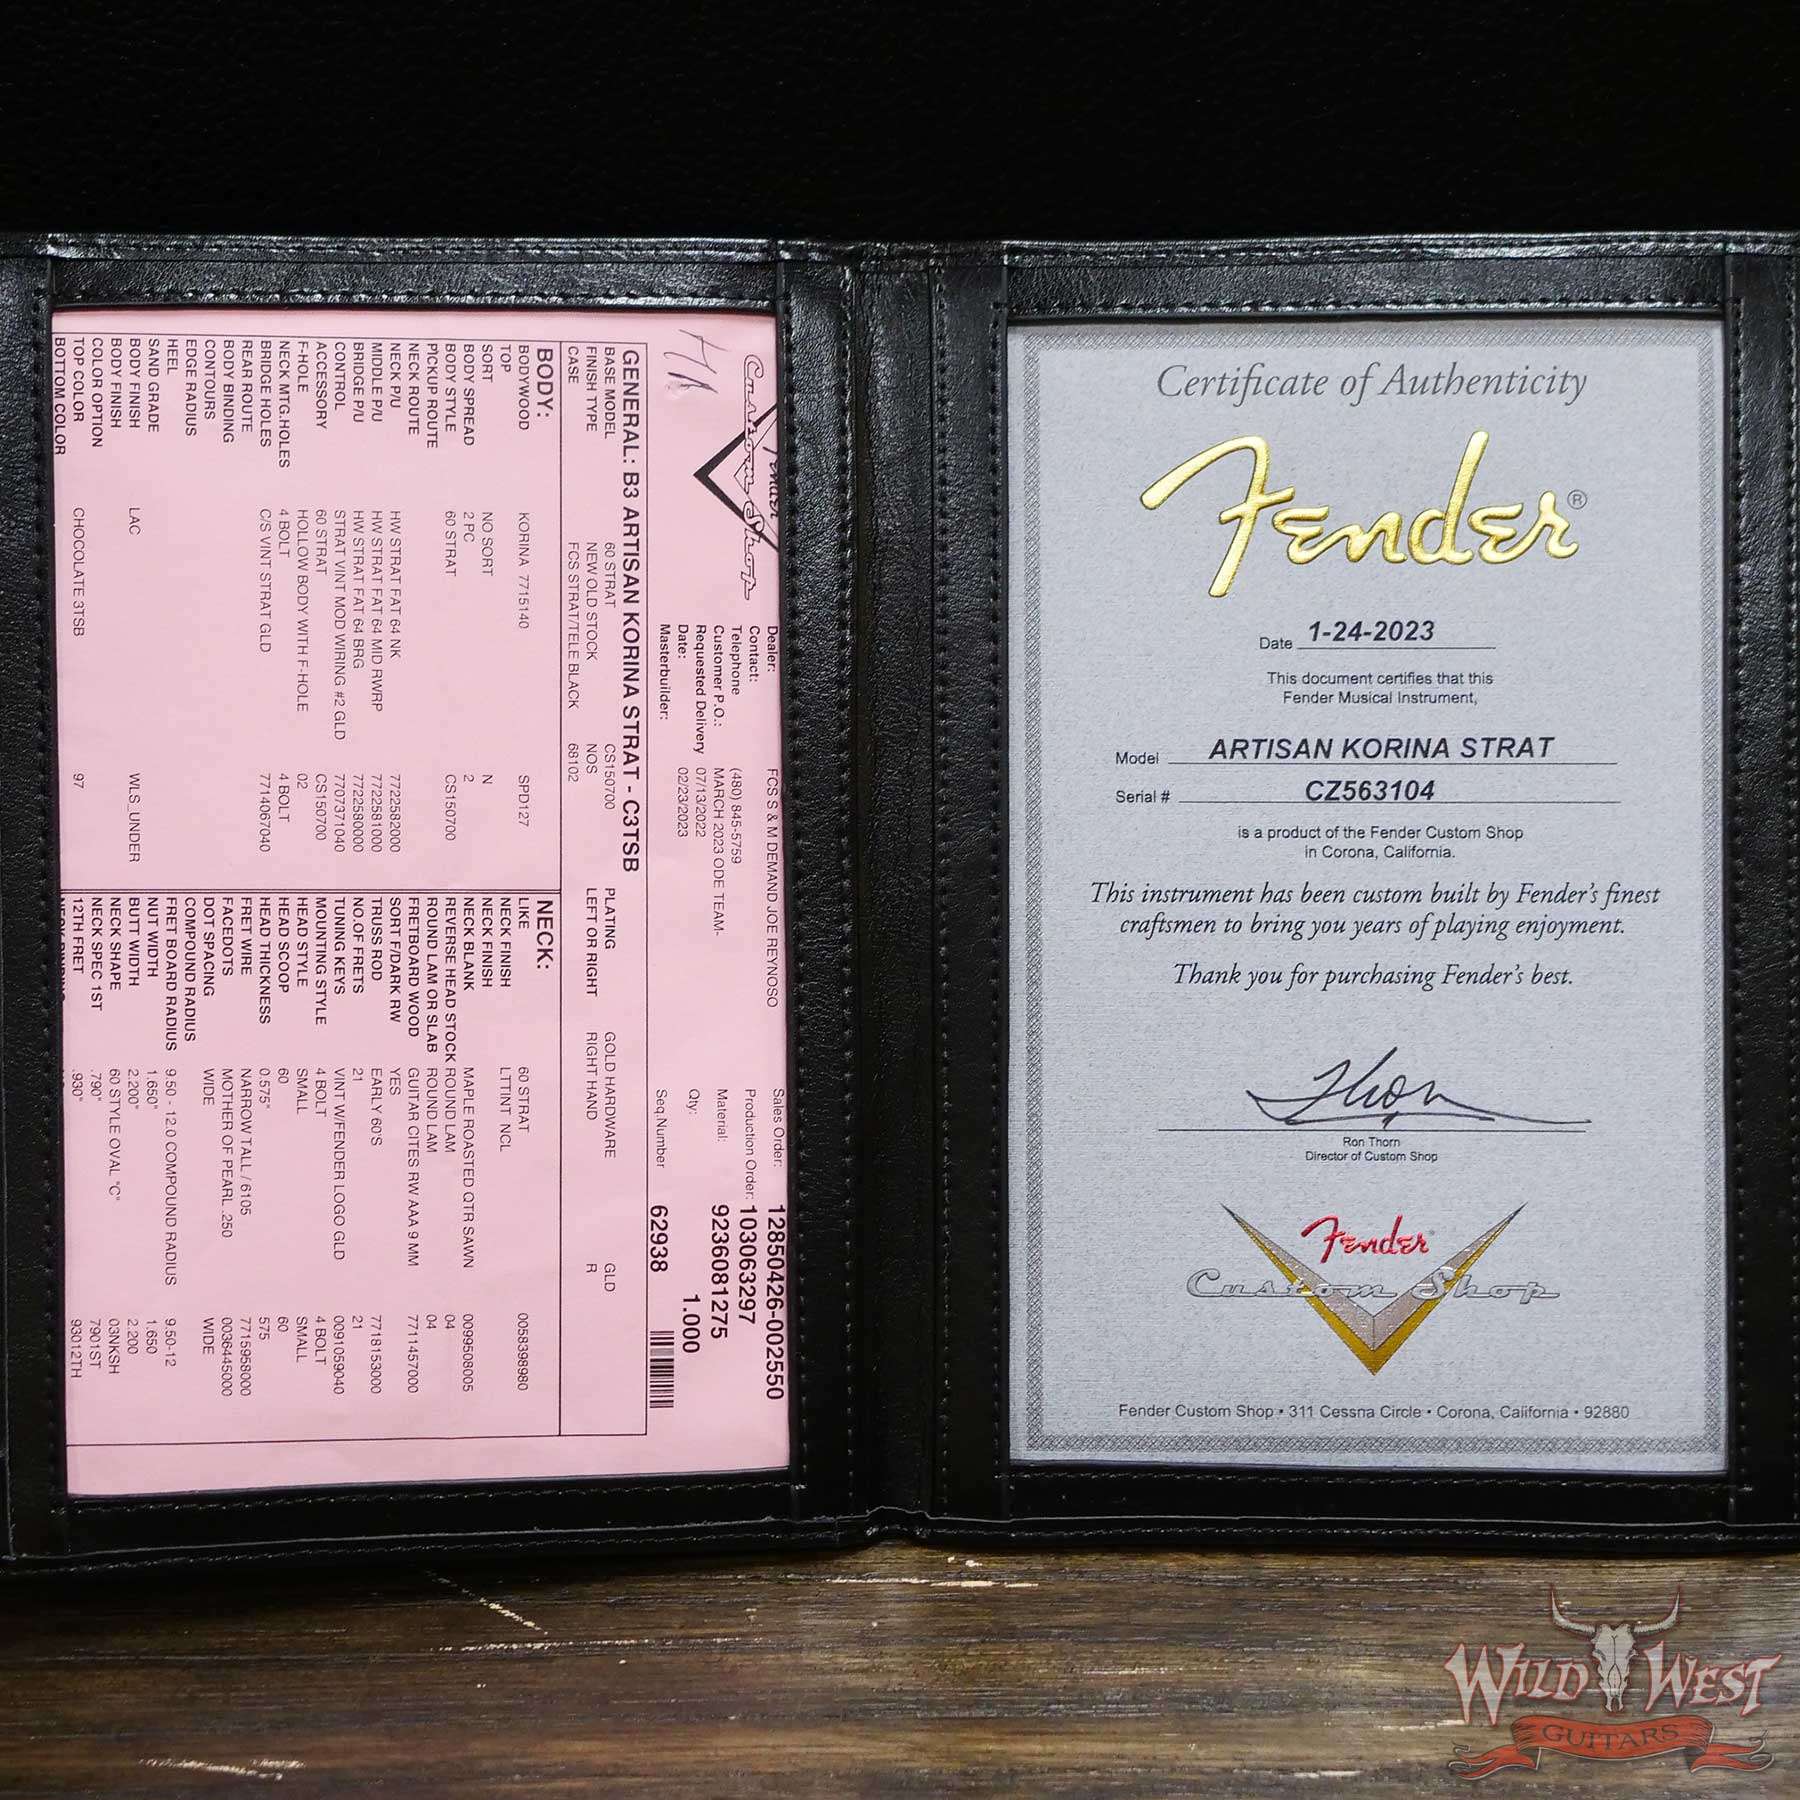 Fender
Custom Shop
Dealer: FCS S & M DEMAND JOE REYNOSO
Contact:
Telephone (480) 845-5759
Customer P.O.: MARCH 2023 ODE TEAM-
Requested Delivery 07/13/2022
Date: 02/23/2023
Masterbuilder:
Sales Order: 12850426-002550
Production Order: 103063297
Material: 9236081275
Qty: 1.000
Seq.Number 62938
GENERAL: B3 ARTISAN KORINA STRAT - C3TSB
BASE MODEL 60 STRAT CS150700 PLATING GOLD HARDWARE GLD
FINISH TYPE NEW OLD STOCK NOS LEFT OR RIGHT RIGHT HAND R
CASE FCS STRAT/TELE BLACK 68102
BODY:
BODYWOOD KORINA 7715140 SPD127
TOP
SORT NO SORT N
BODY SPREAD 2 PC 2
BODY STYLE 60 STRAT CS150700
PICKUP ROUTE
NECK ROUTE
NECK P/U HW STRAT FAT 64 NK 7722582000
MIDDLE P/U HW STRAT FAT 64 MID RWRP 7722581000
BRIDGE P/U HW STRAT FAT 64 BRG 7722580000
CONTROL STRAT VINT MOD WIRING #2 GLD 7707371040
ACCESSORY 60 STRAT CS150700
F-HOLE HOLLOW BODY WITH F-HOLE 02
NECK MTG.HOLES 4 BOLT 4 BOLT
BRIDGE HOLES C/S VINT STRAT GLD 7714067040
REAR ROUTE
BODY BINDING
CONTOURS
EDGE RADIUS
HEEL
SAND GRADE
BODY FINISH LAC WLS_UNDER
BODY FINISH
COLOR OPTION
TOP COLOR CHOCOLATE 3TSB 97
BOTTOM COLOR
NECK:
LIKE 60 STRAT 0058398980
NECK FINISH LTTINT NCL
NECK FINISH
NECK BLANK MAPLE ROASTED QTR SAWN 0099508005
REVERSE HEAD STOCK ROUND LAM 04
ROUND LAM OR SLAB ROUND LAM 04
FRETBOARD WOOD GUITAR CITES RW AAA 9 MM 7711457000
SORT F/DARK RW YES
TRUSS ROD EARLY 60'S 7718153000
NO.OF FRETS 21 21
TUNING KEYS VINT W/FENDER LOGO GLD 0091059040
MOUNTING STYLE 4 BOLT 4 BOLT
HEAD STYLE SMALL SMALL
HEAD SCOOP 60 60
HEAD THICKNESS 0.575" 575
FRET WIRE NARROW TALL / 6105 7715958000
FACEDOTS MOTHER OF PEARL .250 0036445000
DOT SPACING WIDE WIDE
COMPOUND RADIUS
FRET BOARD RADIUS 9.50 - 12.0 COMPOUND RADIUS 9.50-12
NUT WIDTH 1.650" 1.650
BUTT WIDTH 2.200" 2.200
NECK SHAPE 60 STYLE OVAL "C" 03NKSH
NECK SPEC 1ST .790" 7901ST
12TH FRET .930" 93012TH
Certificate of Authenticity
Fender®
Date 1-24-2023
This document certifies that this
Fender Musical Instrument,
Model ARTISAN KORINA STRAT
Serial # CZ563104
is a product of the Fender Custom Shop
in Corona, California.
This instrument has been custom built by Fender's finest
craftsmen to bring you years of playing enjoyment.
Thank you for purchasing Fender's best.
Ron Thorn
Director of Custom Shop
Fender
Custom Shop
Fender Custom Shop • 311 Cessna Circle • Corona, California • 92880
WILD WEST
GUITARS